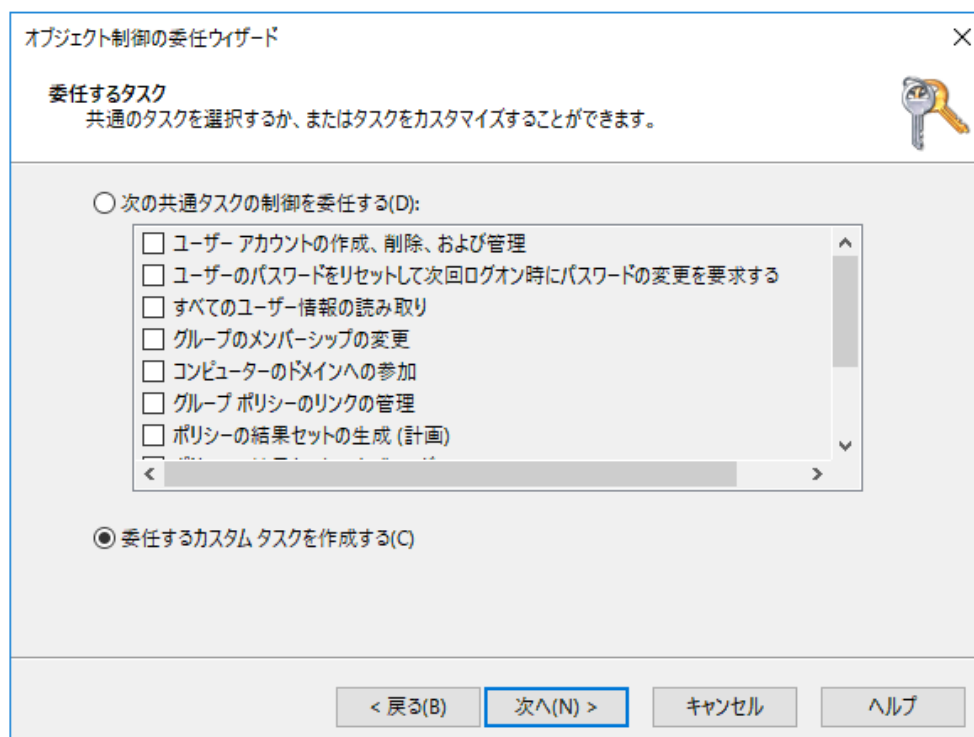 オブジェクト制御の委任ウィザード
委任するタスク
共通のタスクを選択するか、またはタスクをカスタマイズすることができます。
次の共通タスクの制御を委任する(D):
ユーザー アカウントの作成、削除、および管理
ユーザーのパスワードをリセットして次回ログオン時にパスワードの変更を要求する
すべてのユーザー情報の読み取り
グループのメンバーシップの変更
コンピューターのドメインへの参加
グループ ポリシーのリンクの管理
ポリシーの結果セットの生成 (計画)
委任するカスタム タスクを作成する(C)
< 戻る(B)
次へ(N) >
キャンセル
ヘルプ